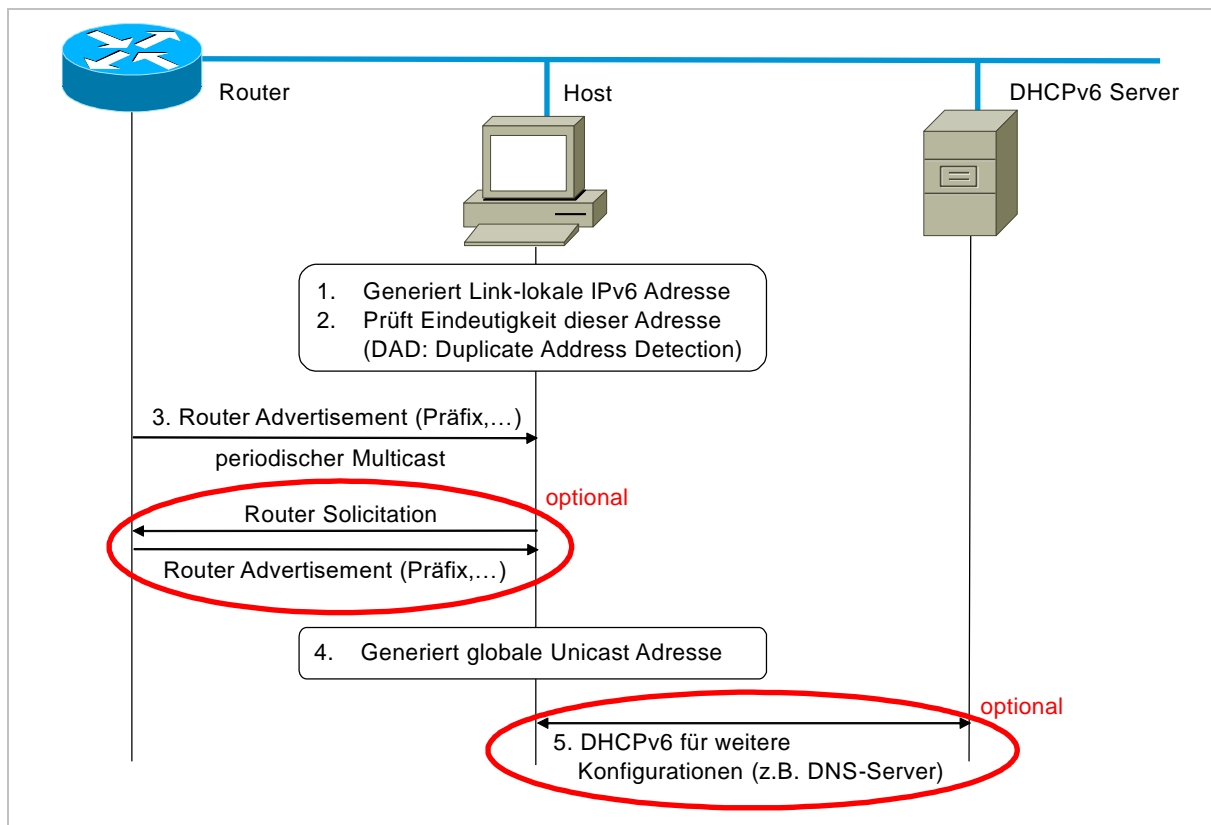 Router
Host
DHCPv6 Server
1. Generiert Link-lokale IPv6 Adresse
2. Prüft Eindeutigkeit dieser Adresse
(DAD: Duplicate Address Detection)
3. Router Advertisement (Präfix,…)
periodischer Multicast
optional
Router Solicitation
Router Advertisement (Präfix,…)
4. Generiert globale Unicast Adresse
optional
5. DHCPv6 für weitere
Konfigurationen (z.B. DNS-Server)